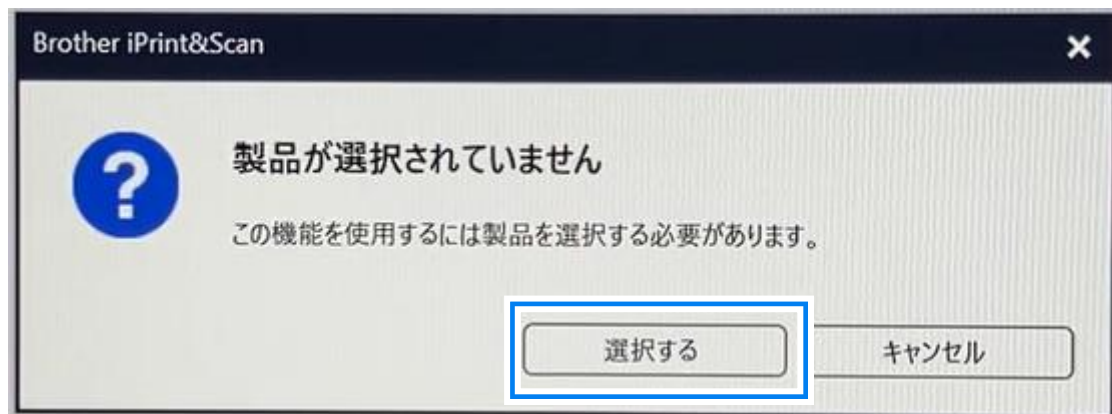 Brother iPrint&Scan
製品が選択されていません
この機能を使用するには製品を選択する必要があります。
選択する
キャンセル